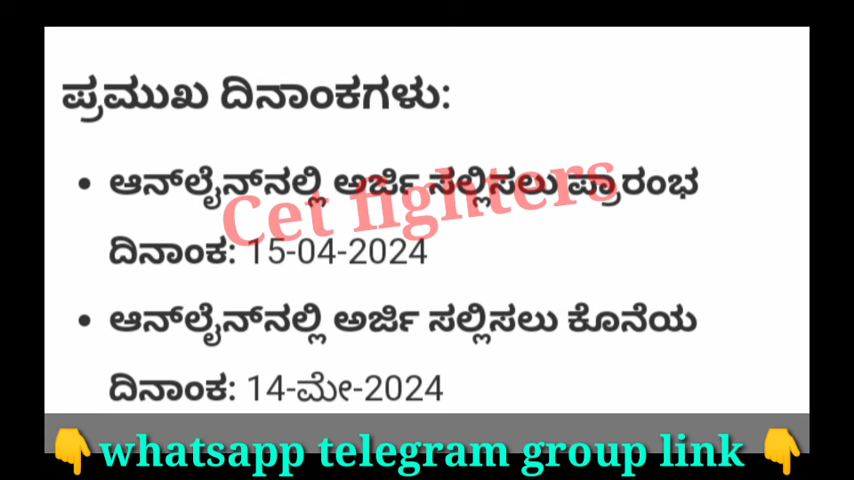 ಪ್ರಮುಖ ದಿನಾಂಕಗಳು:
• ಆನ್‌ಲೈನ್‌ನಲ್ಲಿ ಅರ್ಜಿ ಸಲ್ಲಿಸಲು ಪ್ರಾರಂಭ
ದಿನಾಂಕ: 15-04-2024
Cet fighters
• ಆನ್‌ಲೈನ್‌ನಲ್ಲಿ ಅರ್ಜಿ ಸಲ್ಲಿಸಲು ಕೊನೆಯ
ದಿನಾಂಕ: 14-ಮೇ-2024
👇whatsapp telegram group link 👇